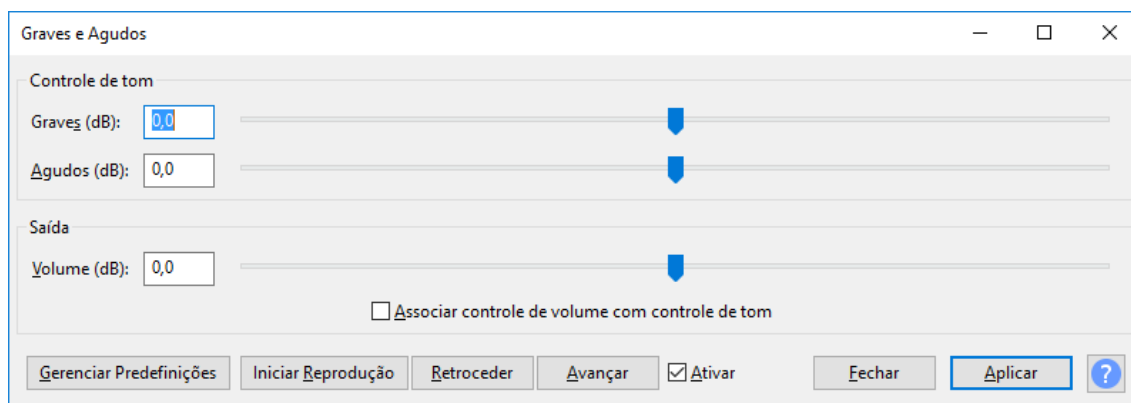 Graves e Agudos
Controle de tom
Graves (dB): 0,0
Agudos (dB): 0,0
Saída
Volume (dB): 0,0
Associar controle de volume com controle de tom
Gerenciar Predefinições Iniciar Reprodução Retroceder Avançar Ativar Fechar Aplicar ?